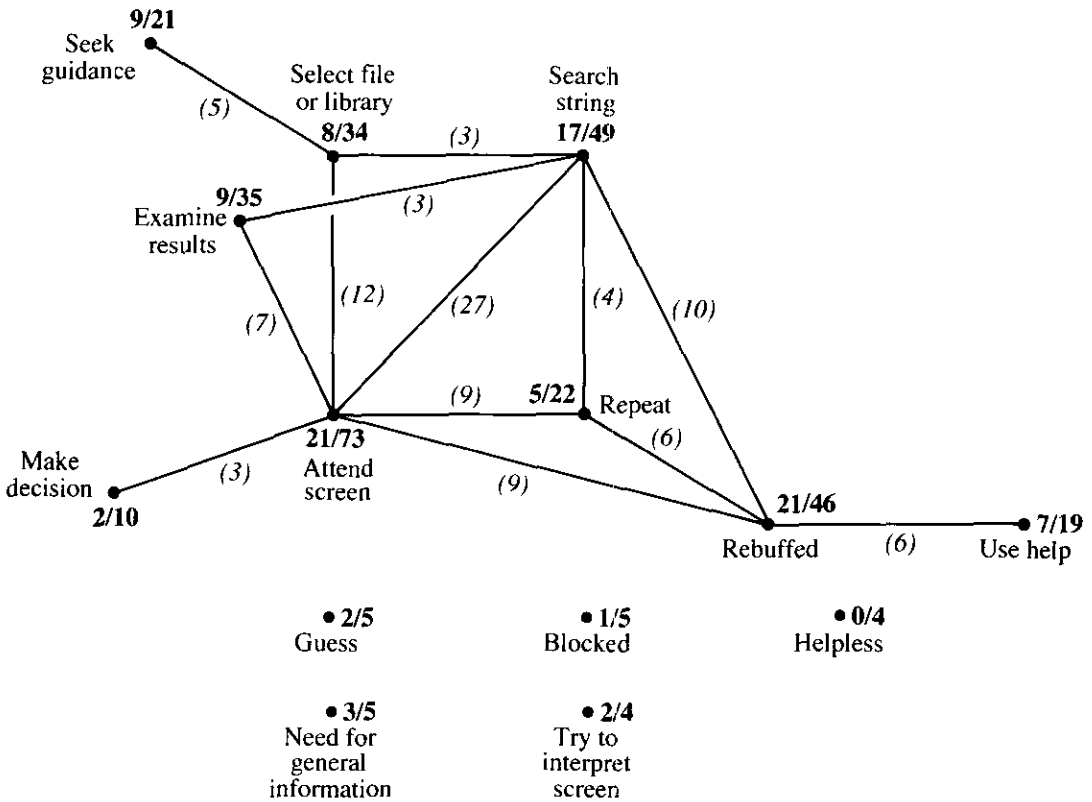 9/21
Seek
guidance
(5)
Select file
or library
8/34
(3)
Search
string
17/49
9/35
Examine
results
(3)
(7)
(12)
(27)
(4)
(10)
(9)
5/22
Repeat
21/73
Attend
screen
(6)
Make
decision
2/10
(3)
(9)
21/46
Rebuffed
(6)
7/19
Use help
2/5
Guess
1/5
Blocked
0/4
Helpless
3/5
Need for
general
information
2/4
Try to
interpret
screen